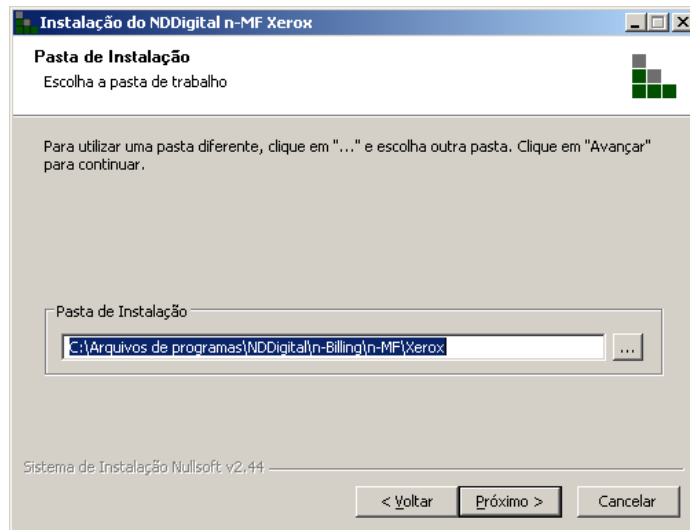 Instalação do NDDigital n-MF Xerox
Pasta de Instalação
Escolha a pasta de trabalho
Para utilizar uma pasta diferente, clique em "..." e escolha outra pasta. Clique em "Avançar"
para continuar.
Pasta de Instalação
C:\Arquivos de programas\NDDigital\n-Billing\n-MF\Xerox
...
Sistema de Instalação Nullsoft v2.44
< Voltar
Próximo >
Cancelar